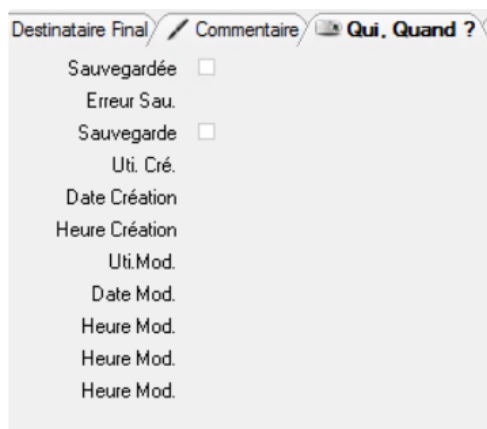 Destinataire Final Commentaire Qui, Quand ?
Sauvegardée
Erreur Sau.
Sauvegarde
Uti. Cré.
Date Création
Heure Création
Uti.Mod.
Date Mod.
Heure Mod.
Heure Mod.
Heure Mod.